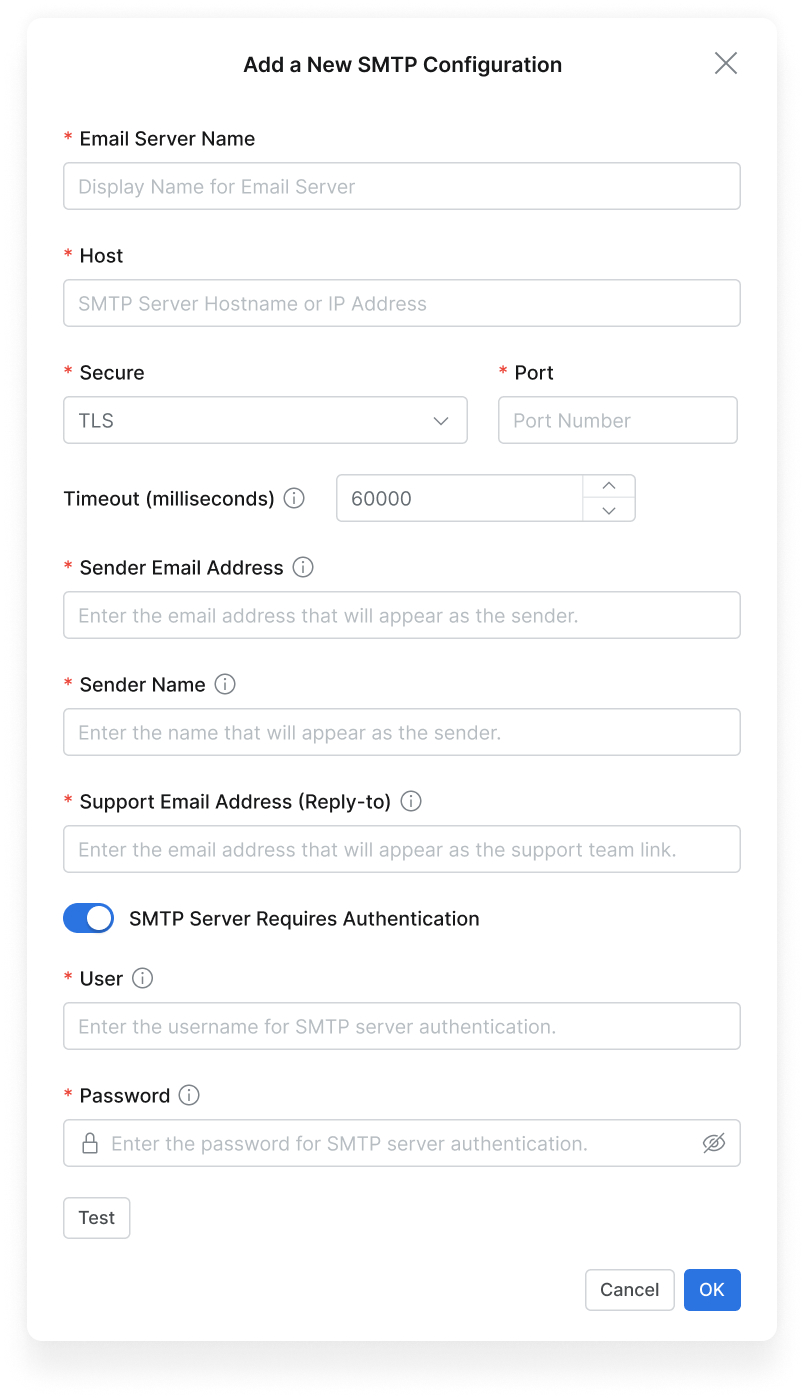 Add a New SMTP Configuration
* Email Server Name
Display Name for Email Server
* Host
SMTP Server Hostname or IP Address
* Secure * Port
TLS Port Number
Timeout (milliseconds) 60000
* Sender Email Address
Enter the email address that will appear as the sender.
* Sender Name
Enter the name that will appear as the sender.
* Support Email Address (Reply-to)
Enter the email address that will appear as the support team link.
SMTP Server Requires Authentication
* User
Enter the username for SMTP server authentication.
* Password
Enter the password for SMTP server authentication.
Test
Cancel OK